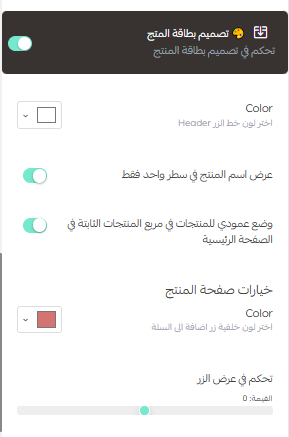 تصميم بطاقة المتج
تحكم في تصميم بطاقة المنتج
Color
اختر لون خط الزر Header
عرض اسم المنتج في سطر واحد فقط
وضع عمودي للمنتجات في مربع المنتجات الثابتة في
الصفحة الرئيسية
خيارات صفحة المنتج
Color
اختر لون خلفية زر اضافة الى السلة
تحكم في عرض الزر
القيمة: 0